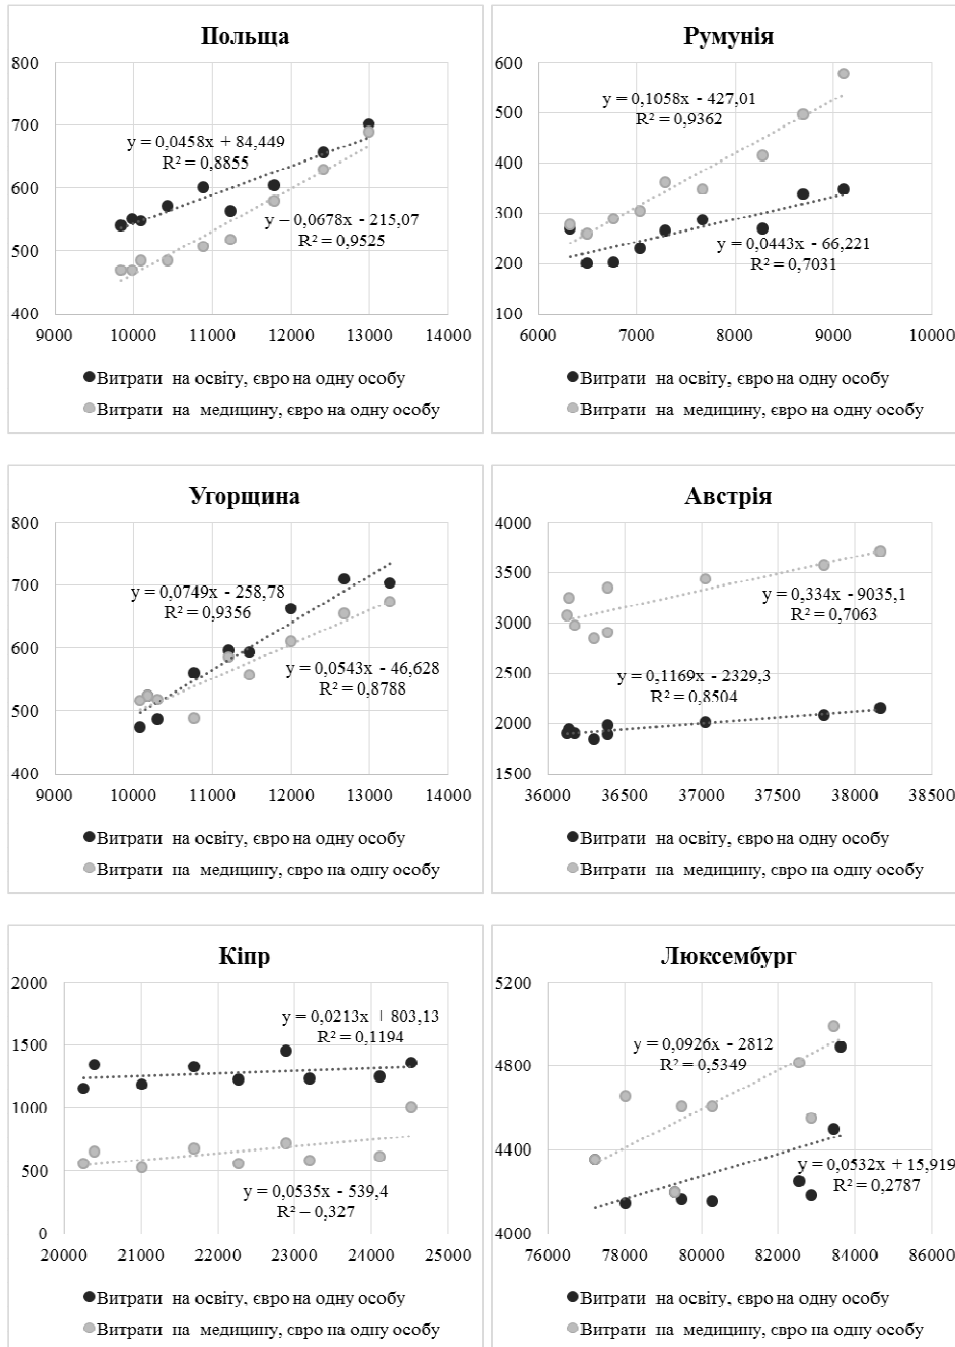 Польща
800
700
600
500
400
y = 0,0458x + 84,449
R² = 0,8855
y = 0,0678x - 215,07
R² = 0,9525
9000 10000 11000 12000 13000 14000
Витрати на освіту, євро на одну особу
Витрати на медицину, євро на одну особу
Румунія
600
500
400
300
200
100
y = 0,1058x - 427,01
R² = 0,9362
y = 0,0443x - 66,221
R² = 0,7031
6000 7000 8000 9000 10000
Витрати на освіту, євро на одну особу
Витрати на медицину, євро на одну особу
Угорщина
800
700
600
500
400
y = 0,0749x - 258,78
R² = 0,9356
y = 0,0543x - 46,628
R² = 0,8788
9000 10000 11000 12000 13000 14000
Витрати на освіту, євро на одну особу
Витрати на медицину, євро на одну особу
Австрія
4000
3500
3000
2500
2000
1500
y = 0,334x - 9035,1
R² = 0,7063
y = 0,1169x - 2329,3
R² = 0,8504
36000 36500 37000 37500 38000 38500
Витрати на освіту, євро на одну особу
Витрати на медицину, євро на одну особу
Кіпр
2000
1500
1000
500
0
y = 0,0213x + 803,13
R² = 0,1194
y = 0,0535x - 539,4
R² = 0,327
20000 21000 22000 23000 24000 25000
Витрати на освіту, євро на одну особу
Витрати на медицину, євро на одну особу
Люксембург
5200
4800
4400
4000
y = 0,0926x - 2812
R² = 0,5349
y = 0,0532x + 15,919
R² = 0,2787
76000 78000 80000 82000 84000 86000
Витрати на освіту, євро на одну особу
Витрати на медицину, євро на одну особу